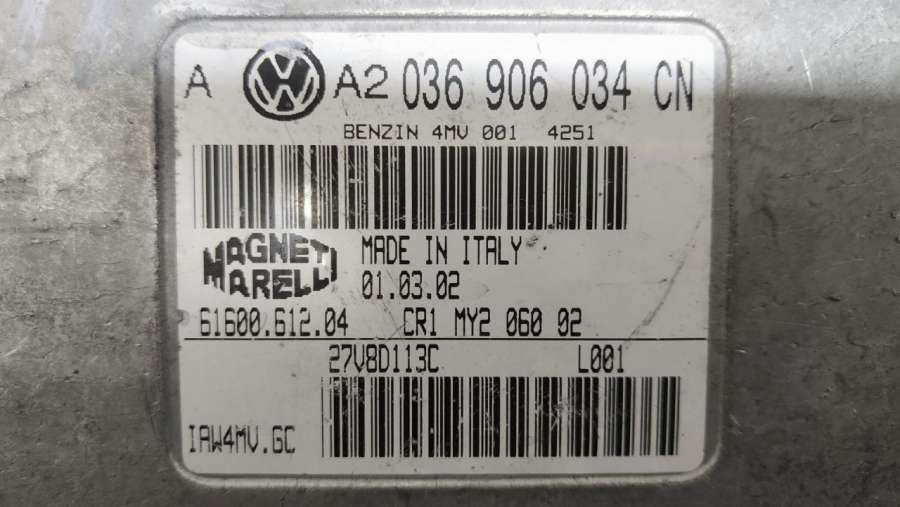 A VW A2 036 906 034 CN
BENZIN 4MV 001 4251
MAGNETI MARELLI
MADE IN ITALY
01.03.02
61600.612.04 CR1 MY2 060 02
27V8D113C L001
IAW4MV.GC